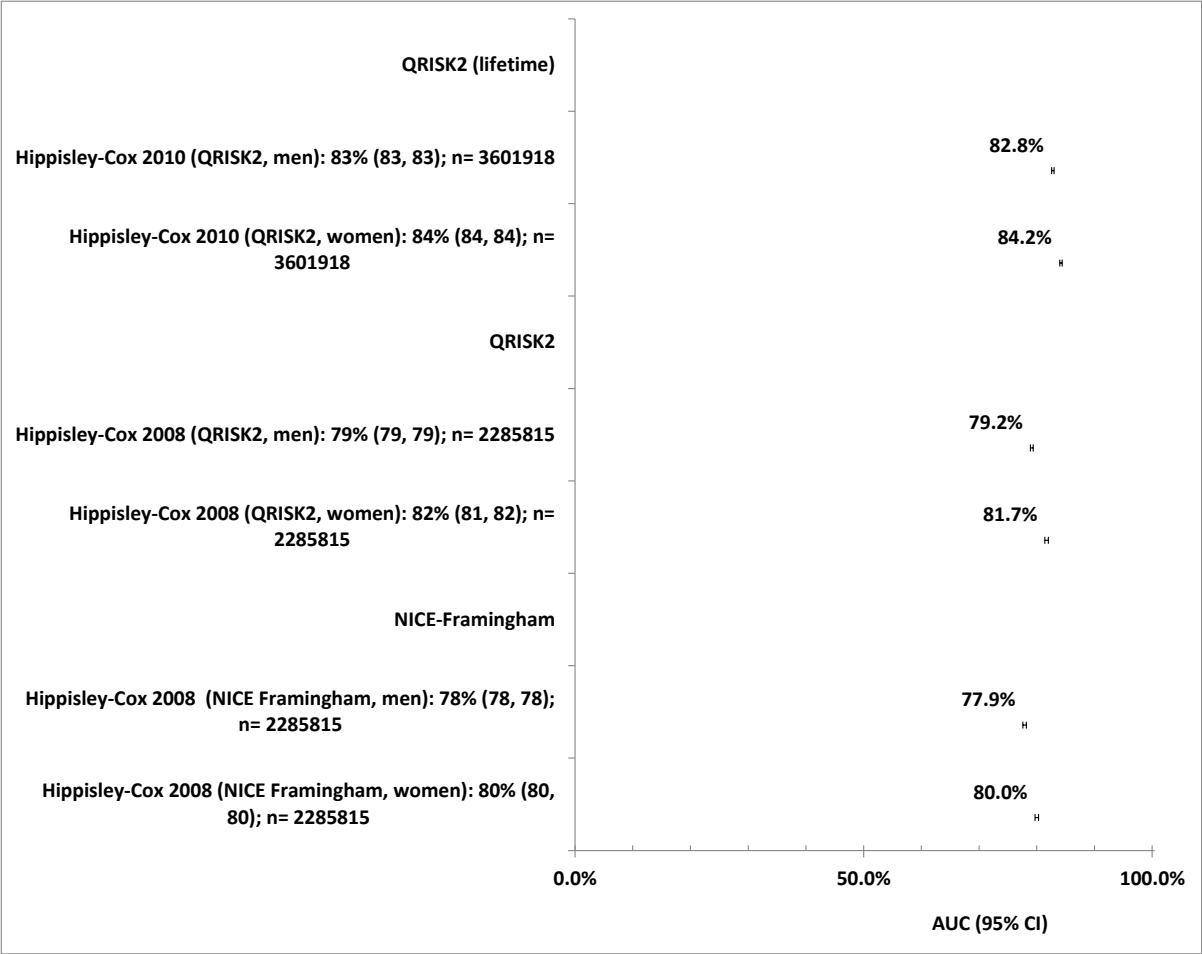 QRISK2 (lifetime)
Hippisley-Cox 2010 (QRISK2, men): 83% (83, 83); n= 3601918
82.8%
Hippisley-Cox 2010 (QRISK2, women): 84% (84, 84); n=
3601918
84.2%
QRISK2
Hippisley-Cox 2008 (QRISK2, men): 79% (79, 79); n= 2285815
79.2%
Hippisley-Cox 2008 (QRISK2, women): 82% (81, 82); n=
2285815
81.7%
NICE-Framingham
Hippisley-Cox 2008  (NICE Framingham, men): 78% (78, 78);
n= 2285815
77.9%
Hippisley-Cox 2008 (NICE Framingham, women): 80% (80,
80); n= 2285815
80.0%
0.0% 50.0% 100.0%
AUC (95% CI)